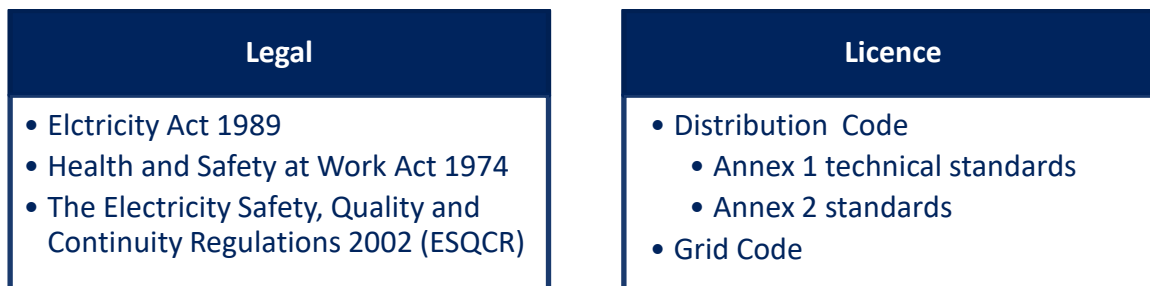 Legal
• Elctricity Act 1989
• Health and Safety at Work Act 1974
• The Electricity Safety, Quality and
Continuity Regulations 2002 (ESQCR)
Licence
• Distribution Code
• Annex 1 technical standards
• Annex 2 standards
• Grid Code